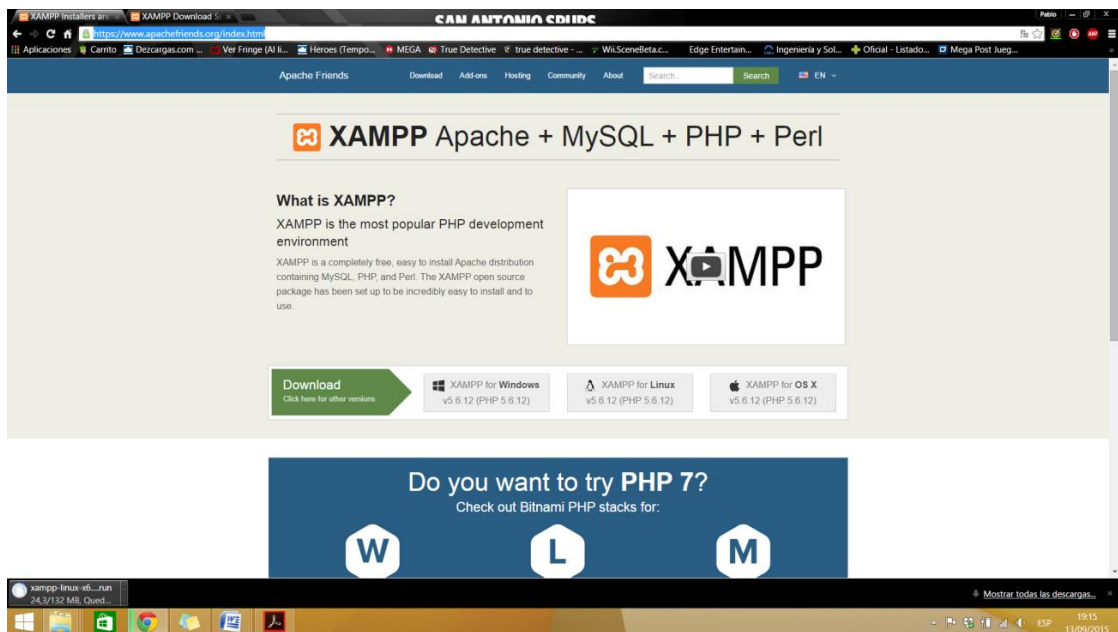 XAMPP Installers an
XAMPP Download S
SAN ANTONIO SPURS
Pablo
https://www.apachefriends.org/index.html
Aplicaciones Carrito Dezcargas.com ... Ver Fringe (Al li... Heroes (Tempo... MEGA True Detective true detective - ... Wii.SceneBeta.c... Edge Entertain... Ingeniería y Sol... Oficial - Listado... Mega Post Jueg...
Apache Friends Download Add-ons Hosting Community About Search... Search EN
XAMPP Apache + MySQL + PHP + Perl
What is XAMPP?
XAMPP is the most popular PHP development
environment
XAMPP is a completely free, easy to install Apache distribution
containing MySQL, PHP, and Perl. The XAMPP open source
package has been set up to be incredibly easy to install and to
use.
XAMPP
Download
Click here for other versions
XAMPP for Windows
v5.6.12 (PHP 5.6.12)
XAMPP for Linux
v5.6.12 (PHP 5.6.12)
XAMPP for OS X
v5.6.12 (PHP 5.6.12)
Do you want to try PHP 7?
Check out Bitnami PHP stacks for:
W L M
xampp-linux-x6....run
24,3/132 MB, Qued...
Mostrar todas las descargas...
ESP
19:15
13/09/2015